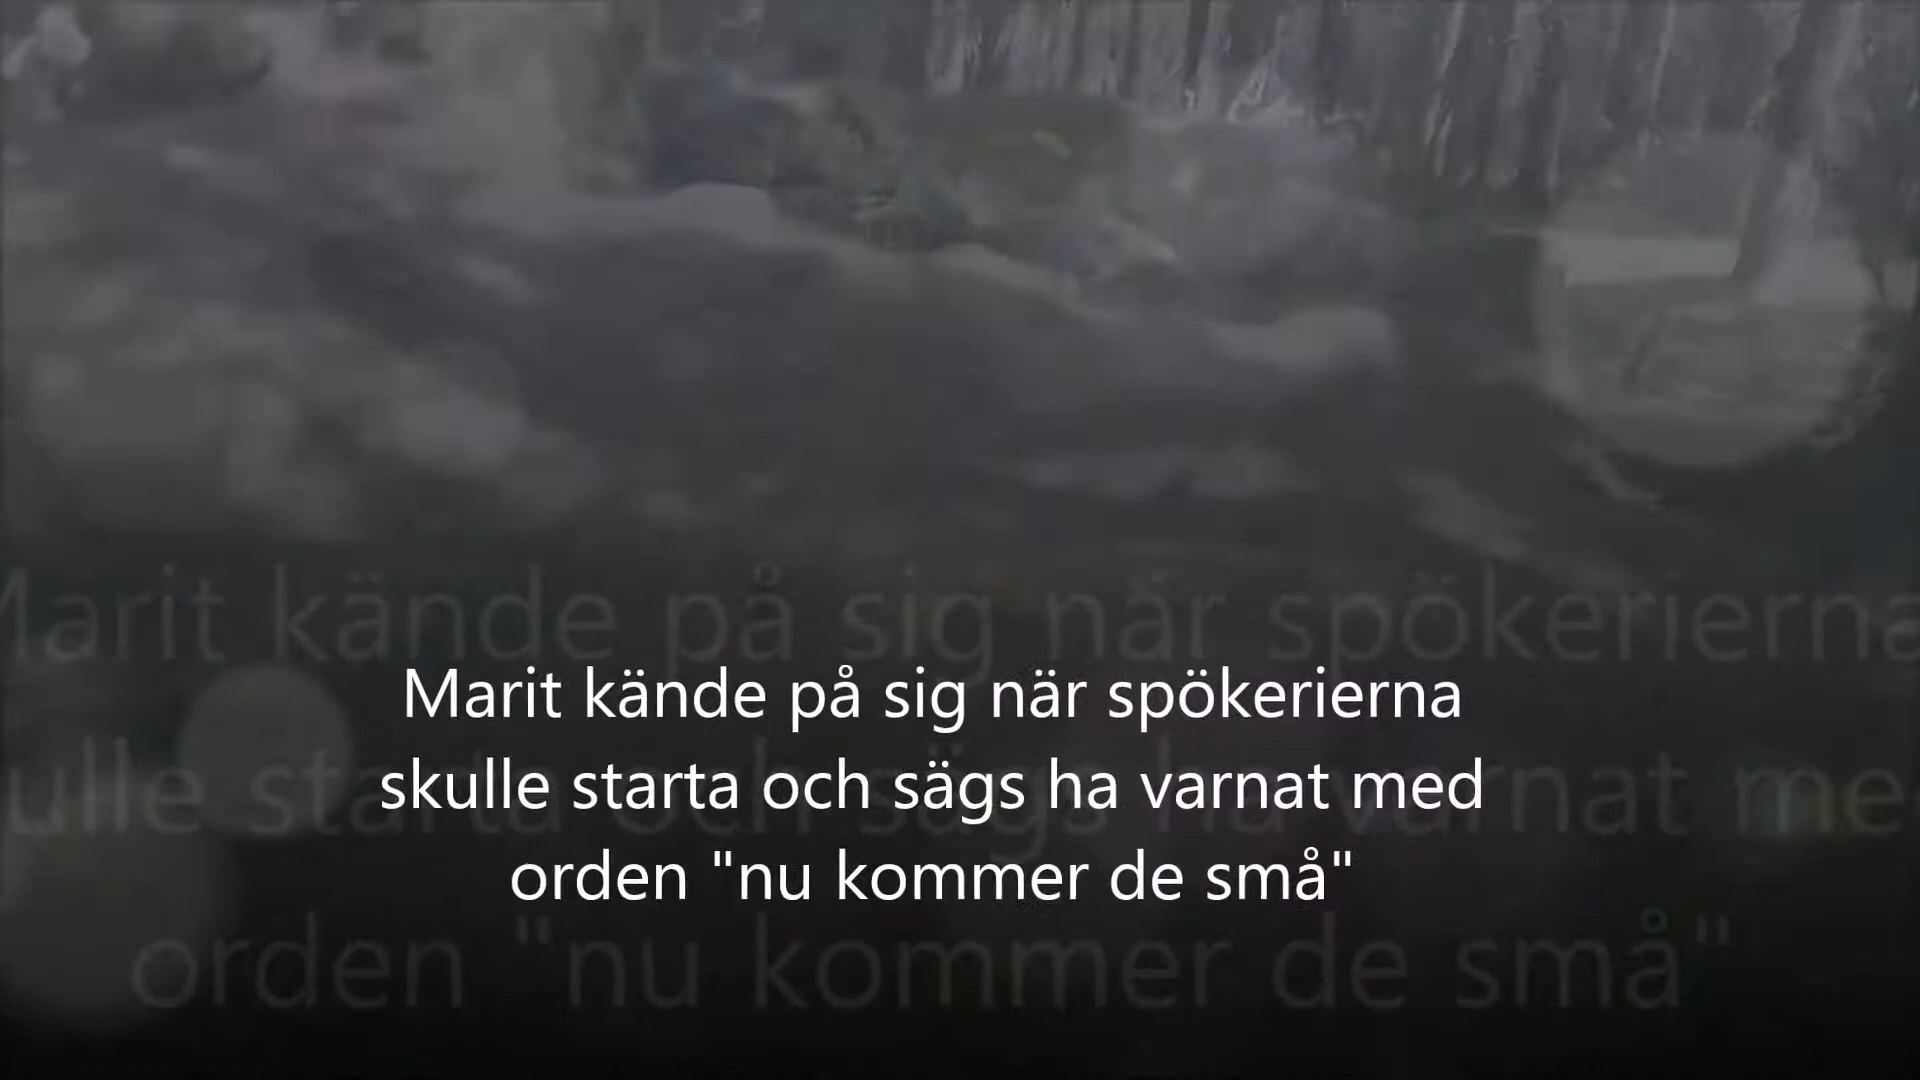 Marit kände på sig när spökerierna
skulle starta och sägs ha varnat med
orden "nu kommer de små"